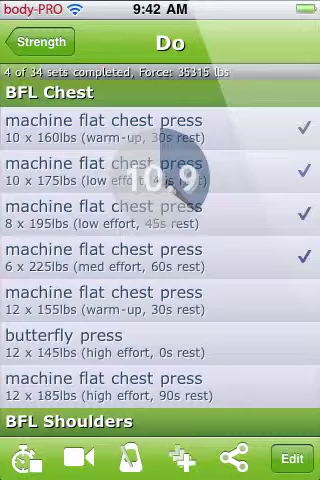 body-PRO 9:42 AM
Strength Do
4 of 34 sets completed, Force: 35315 lbs
BFL Chest
machine flat chest press
10 x 160lbs (warm-up, 30s rest)
machine flat chest press
10 x 175lbs (low effort, rest)
10.9
machine flat chest press
8 x 195lbs (low effort, 45s rest)
machine flat chest press
6 x 225lbs (med effort, 60s rest)
machine flat chest press
12 x 155lbs (warm-up, 30s rest)
butterfly press
12 x 145lbs (high effort, 0s rest)
machine flat chest press
12 x 185lbs (high effort, 90s rest)
BFL Shoulders
Edit